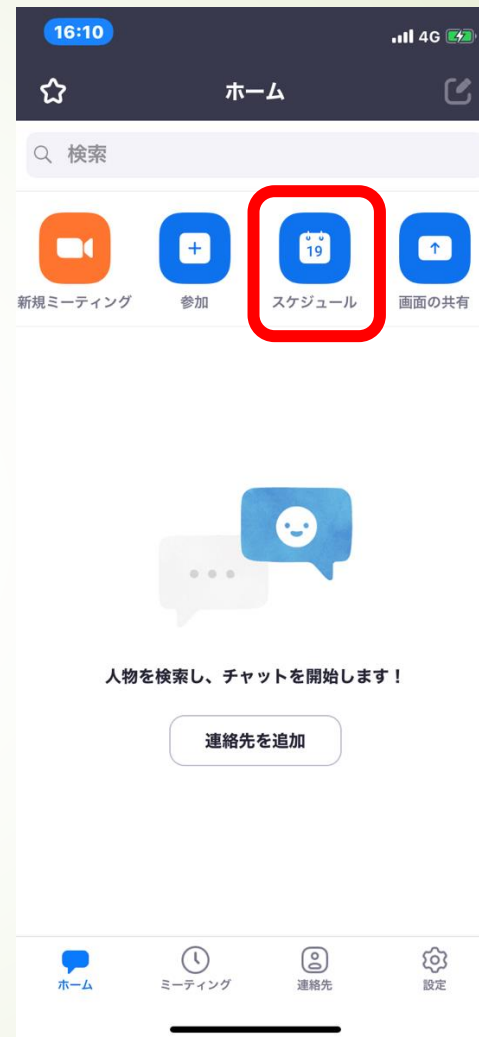 16:10
4G
ホーム
検索
19
新規ミーティング
参加
スケジュール
画面の共有
人物を検索し、チャットを開始します！
連絡先を追加
ホーム
ミーティング
連絡先
設定